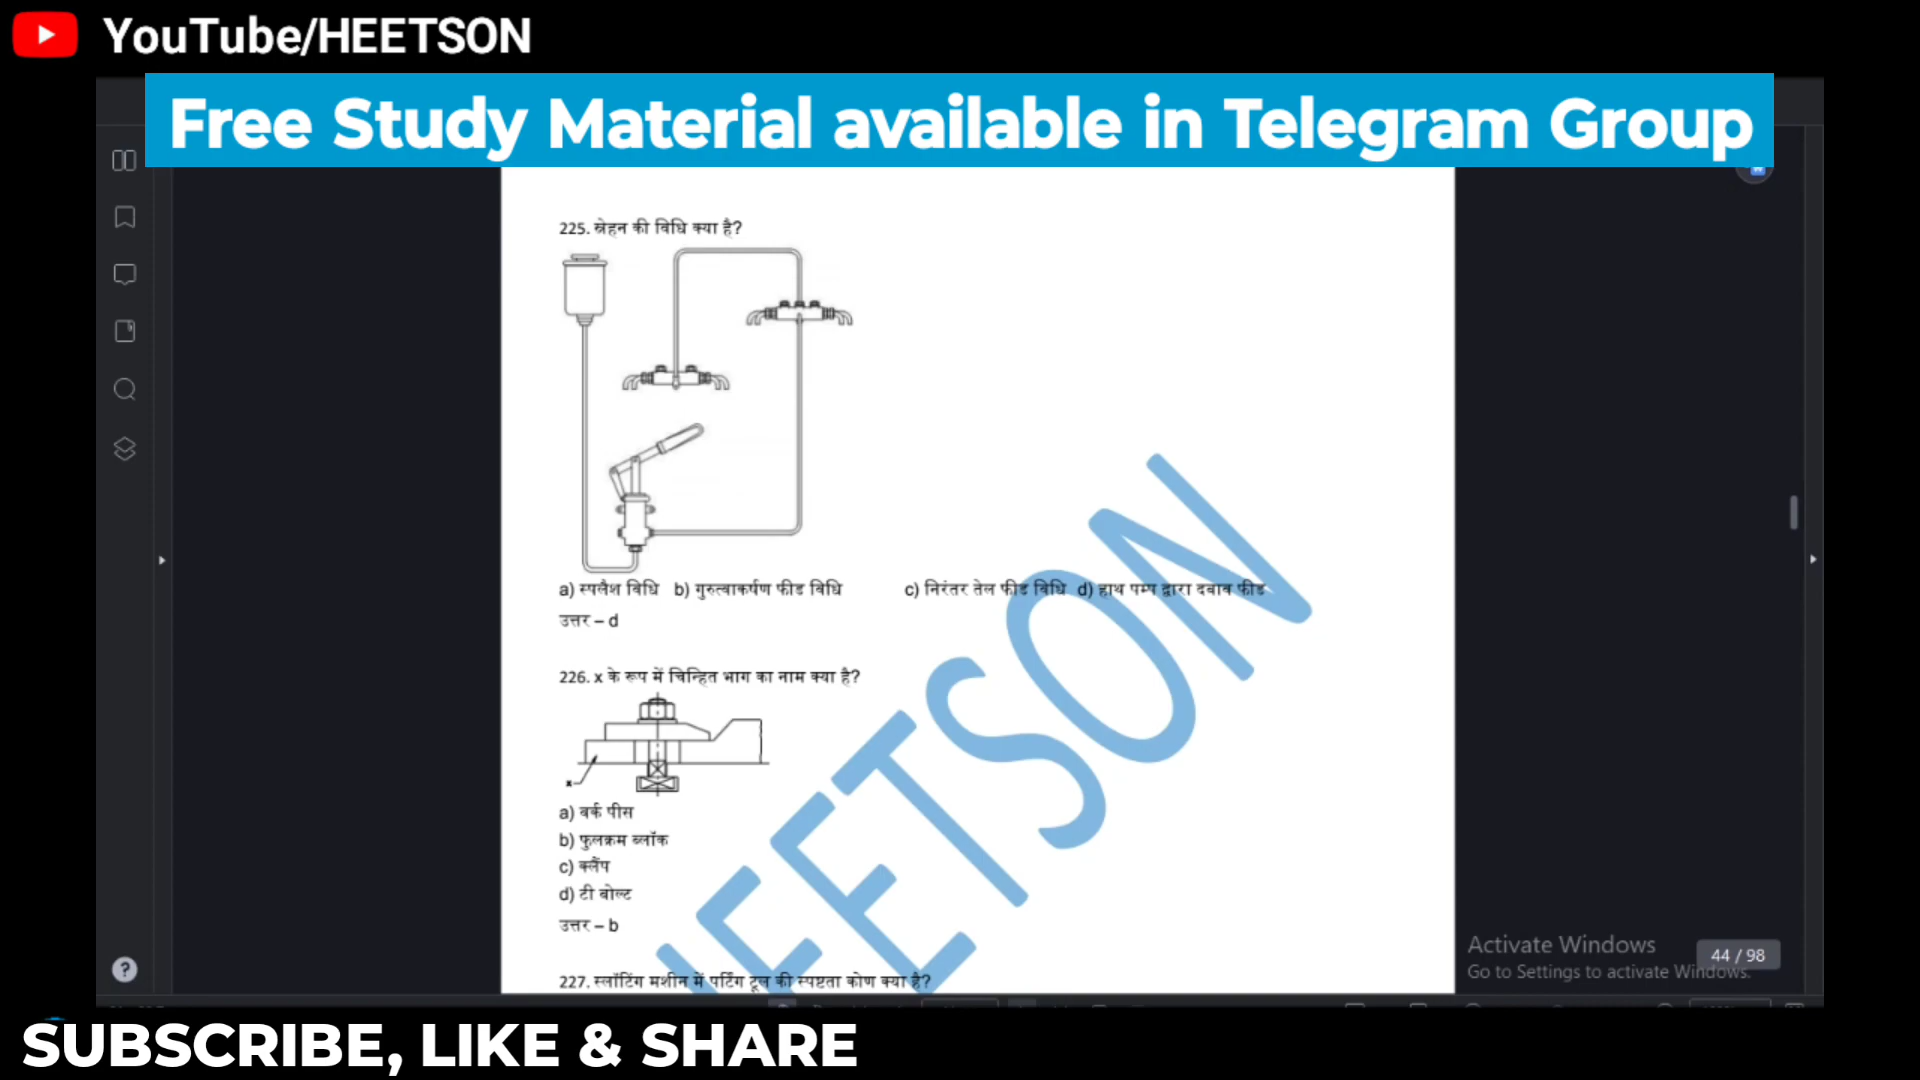 YouTube/HEETSON
Free Study Material available in Telegram Group
225. स्नेहन की विधि क्या है?
a) स्पलैश विधि b) गुरुत्वाकर्षण फीड विधि c) निरंतर तेल फीड विधि d) हाथ पम्प द्वारा दबाव फीड
उत्तर – d
226. x के रूप में चिन्हित भाग का नाम क्या है?
x
a) वर्क पीस
b) फुलक्रम ब्लॉक
c) क्लैंप
d) टी बोल्ट
उत्तर – b
227. स्लॉटिंग मशीन में पर्टिंग टूल की स्पष्टता कोण क्या है?
HEETSON
Activate Windows
Go to Settings to activate Windows.
44 / 98
SUBSCRIBE, LIKE & SHARE